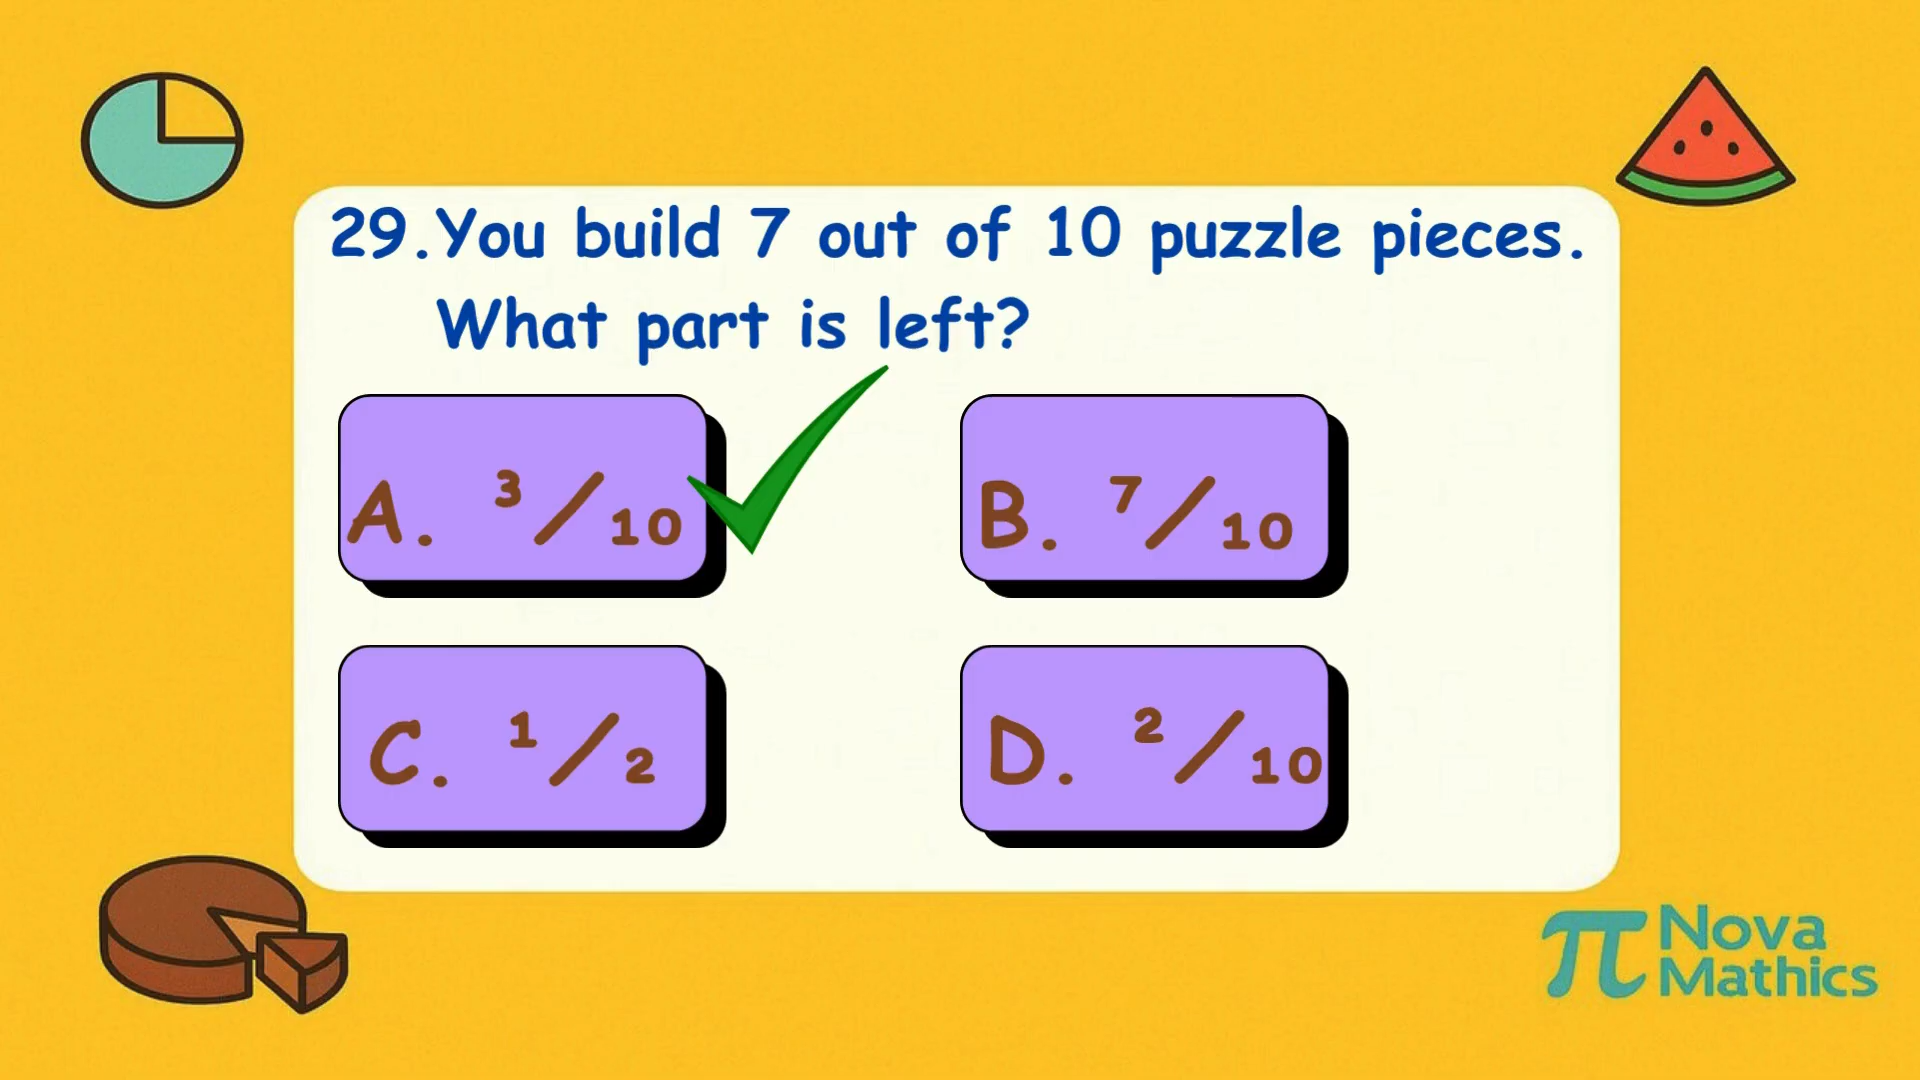 29.You build 7 out of 10 puzzle pieces.
What part is left?
A. ³/₁₀
B. ⁷/₁₀
C. ¹/₂
D. ²/₁₀
π Nova
Mathics